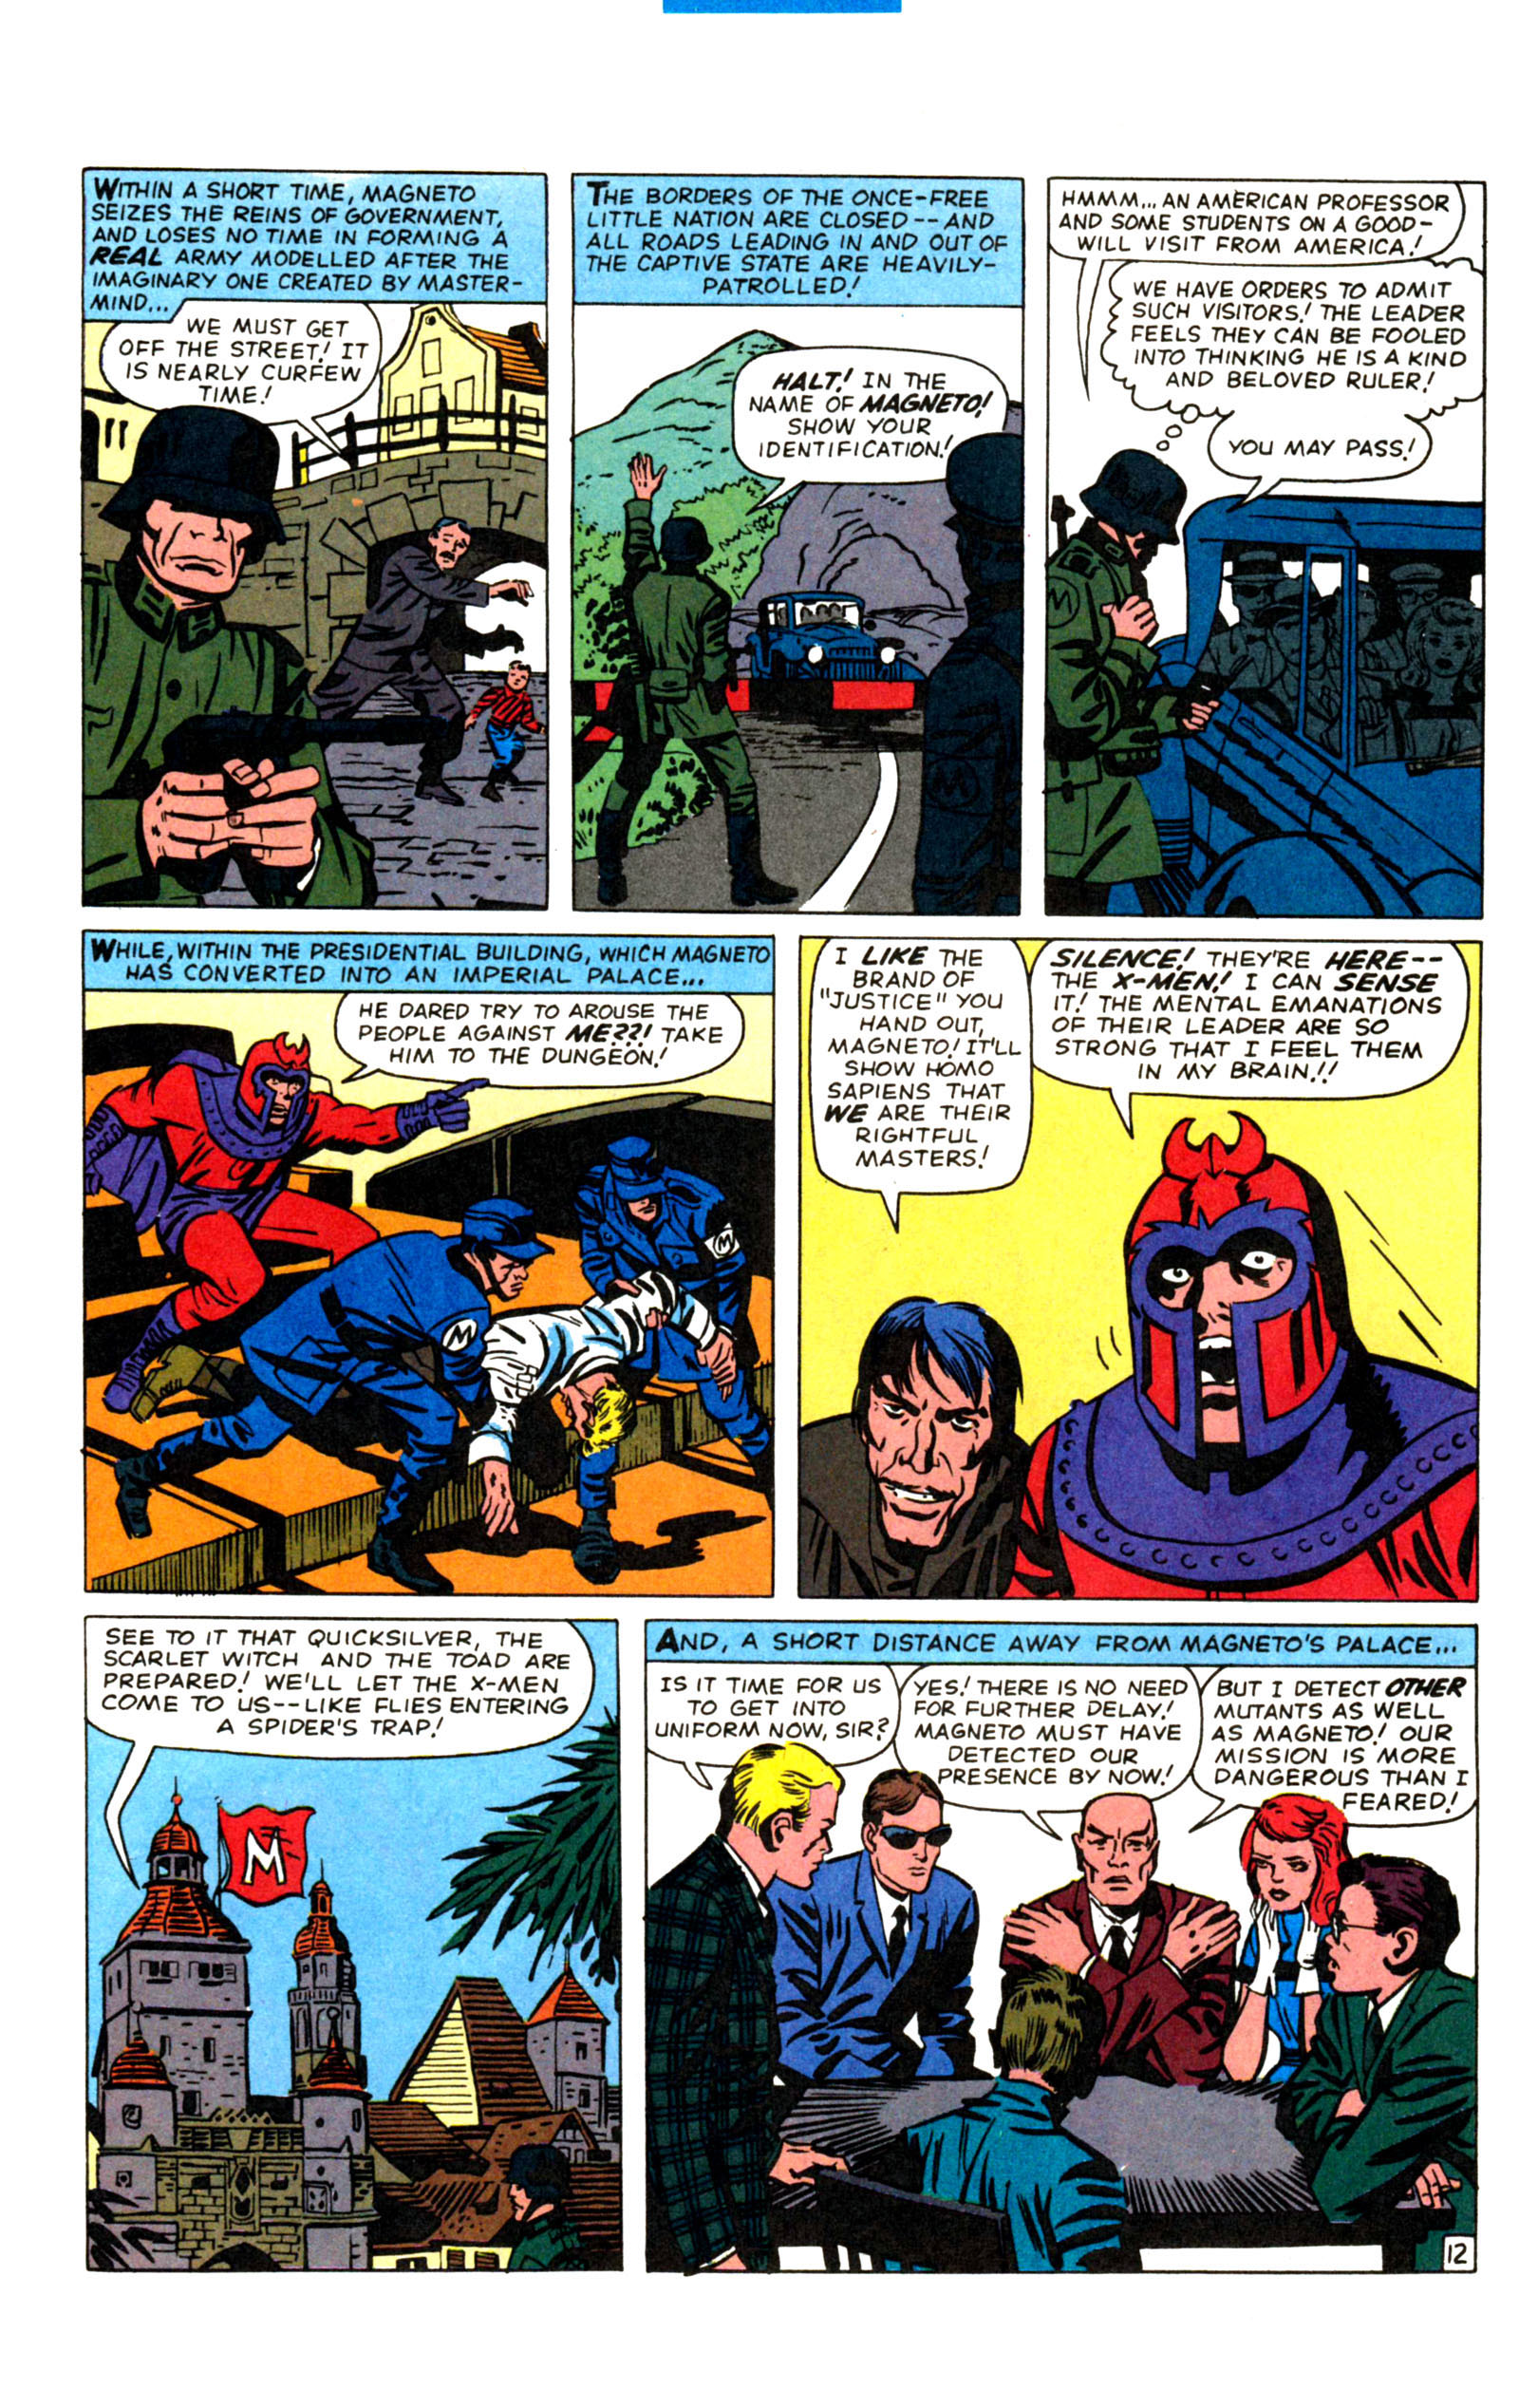 WITHIN A SHORT TIME, MAGNETO
SEIZES THE REINS OF GOVERNMENT,
AND LOSES NO TIME IN FORMING A
REAL ARMY MODELLED AFTER THE
IMAGINARY ONE CREATED BY MASTER-
MIND...
WE MUST GET
OFF THE STREET! IT
IS NEARLY CURFEW
TIME!
THE BORDERS OF THE ONCE-FREE
LITTLE NATION ARE CLOSED--AND
ALL ROADS LEADING IN AND OUT OF
THE CAPTIVE STATE ARE HEAVILY-
PATROLLED!
HALT! IN THE
NAME OF MAGNETO!
SHOW YOUR
IDENTIFICATION!
M
HMMM... AN AMERICAN PROFESSOR
AND SOME STUDENTS ON A GOOD-
WILL VISIT FROM AMERICA!
WE HAVE ORDERS TO ADMIT
SUCH VISITORS! THE LEADER
FEELS THEY CAN BE FOOLED
INTO THINKING HE IS A KIND
AND BELOVED RULER!
YOU MAY PASS!
M
WHILE, WITHIN THE PRESIDENTIAL BUILDING, WHICH MAGNETO
HAS CONVERTED INTO AN IMPERIAL PALACE...
HE DARED TRY TO AROUSE THE
PEOPLE AGAINST ME??! TAKE
HIM TO THE DUNGEON!
M
M
I LIKE THE
BRAND OF
"JUSTICE" YOU
HAND OUT,
MAGNETO! IT'LL
SHOW HOMO
SAPIENS THAT
WE ARE THEIR
RIGHTFUL
MASTERS!
SILENCE! THEY'RE HERE--
THE X-MEN! I CAN SENSE
IT! THE MENTAL EMANATIONS
OF THEIR LEADER ARE SO
STRONG THAT I FEEL THEM
IN MY BRAIN!!
SEE TO IT THAT QUICKSILVER, THE
SCARLET WITCH AND THE TOAD ARE
PREPARED! WE'LL LET THE X-MEN
COME TO US--LIKE FLIES ENTERING
A SPIDER'S TRAP!
M
AND, A SHORT DISTANCE AWAY FROM MAGNETO'S PALACE...
IS IT TIME FOR US
TO GET INTO
UNIFORM NOW, SIR?
YES! THERE IS NO NEED
FOR FURTHER DELAY!
MAGNETO MUST HAVE
DETECTED OUR
PRESENCE BY NOW!
BUT I DETECT OTHER
MUTANTS AS WELL
AS MAGNETO! OUR
MISSION IS MORE
DANGEROUS THAN I
FEARED!
12